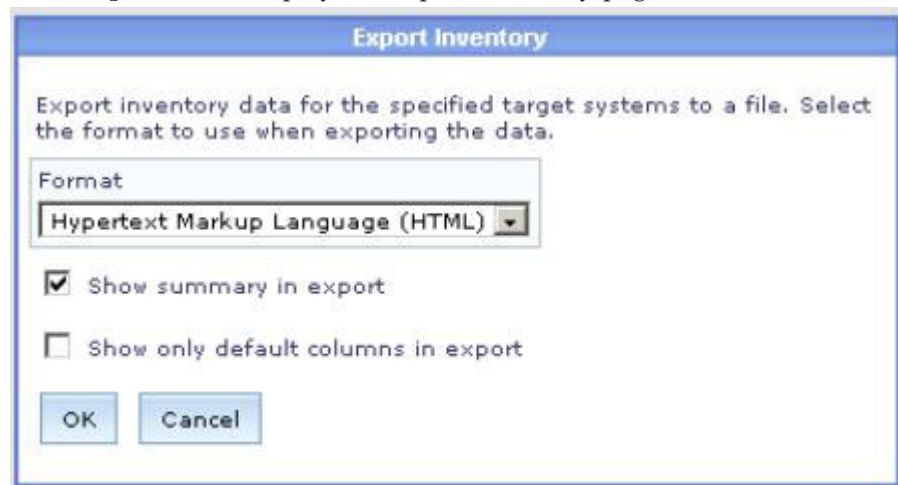 Export Inventory
Export inventory data for the specified target systems to a file. Select
the format to use when exporting the data.
Format
Hypertext Markup Language (HTML)
Show summary in export
Show only default columns in export
OK Cancel